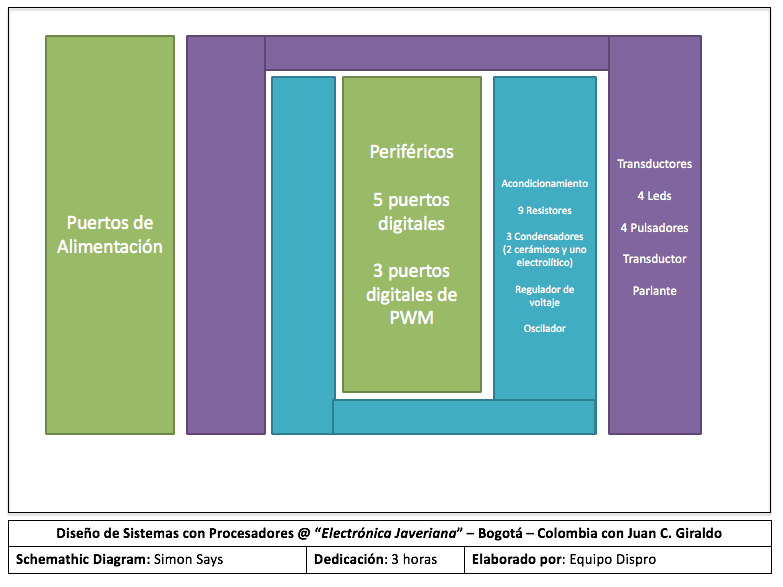 Puertos de
Alimentación
Periféricos
5 puertos
digitales
3 puertos
digitales de
PWM
Acondicionamiento
9 Resistores
3 Condensadores
(2 cerámicos y uno
electrolítico)
Regulador de
voltaje
Oscilador
Transductores
4 Leds
4 Pulsadores
Transductor
Parlante
Diseño de Sistemas con Procesadores @ “Electrónica Javeriana” – Bogotá – Colombia con Juan C. Giraldo
Schemathic Diagram: Simon Says
Dedicación: 3 horas
Elaborado por: Equipo Dispro